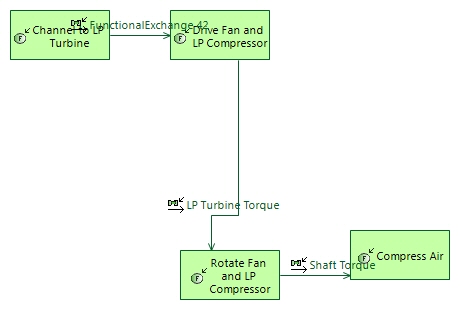 FunctionalExchange 42
Channel to LP
Turbine
Drive Fan and
LP Compressor
LP Turbine Torque
Rotate Fan
and LP
Compressor
Shaft Torque
Compress Air